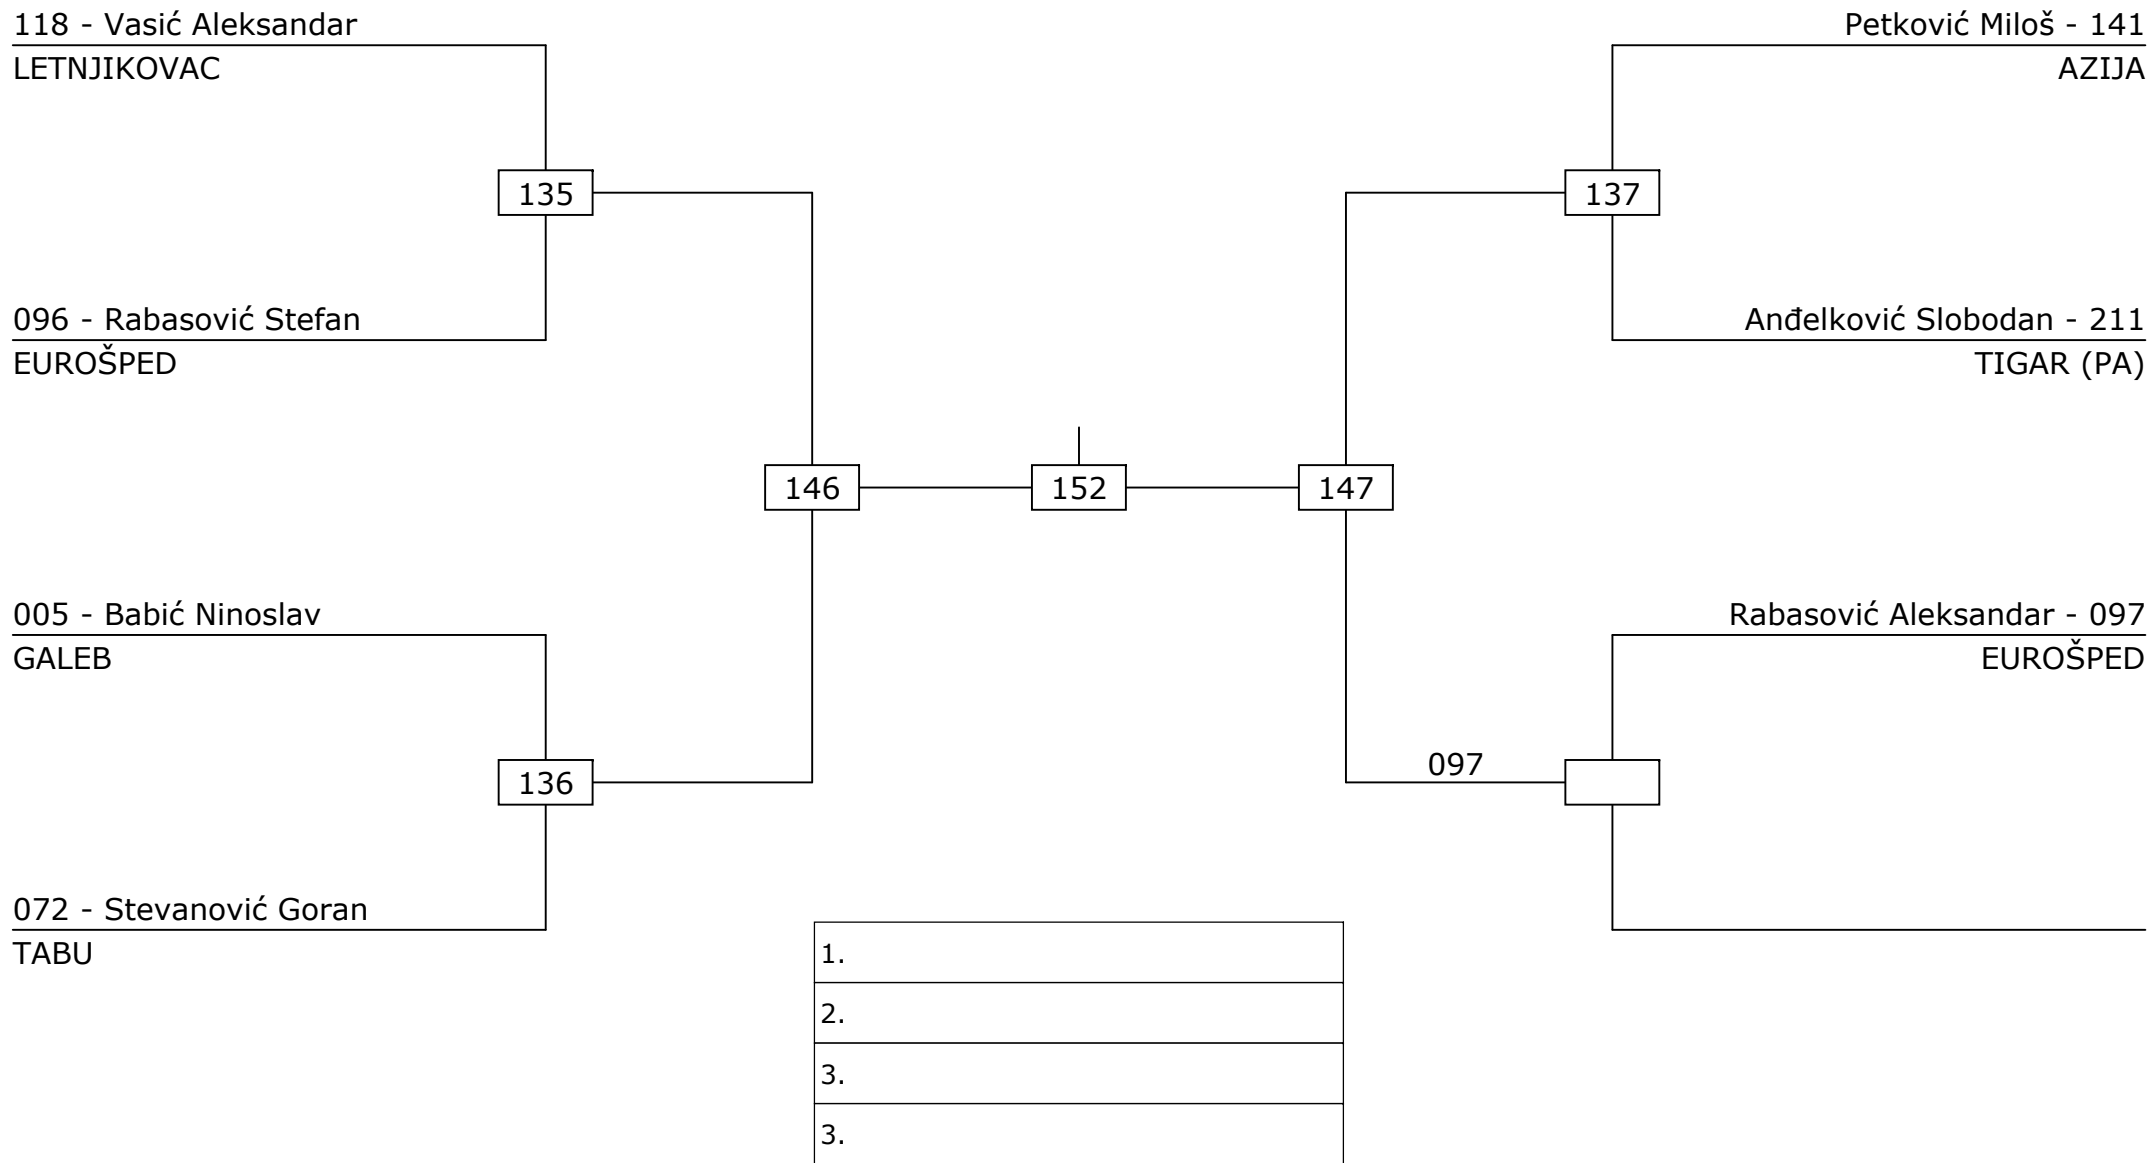 118 - Vasić Aleksandar
LETNJIKOVAC
135
096 - Rabasović Stefan
EUROŠPED
146
005 - Babić Ninoslav
GALEB
136
072 - Stevanović Goran
TABU
152
Petković Miloš - 141
AZIJA
137
Anđelković Slobodan - 211
TIGAR (PA)
147
Rabasović Aleksandar - 097
EUROŠPED
097
1.
2.
3.
3.